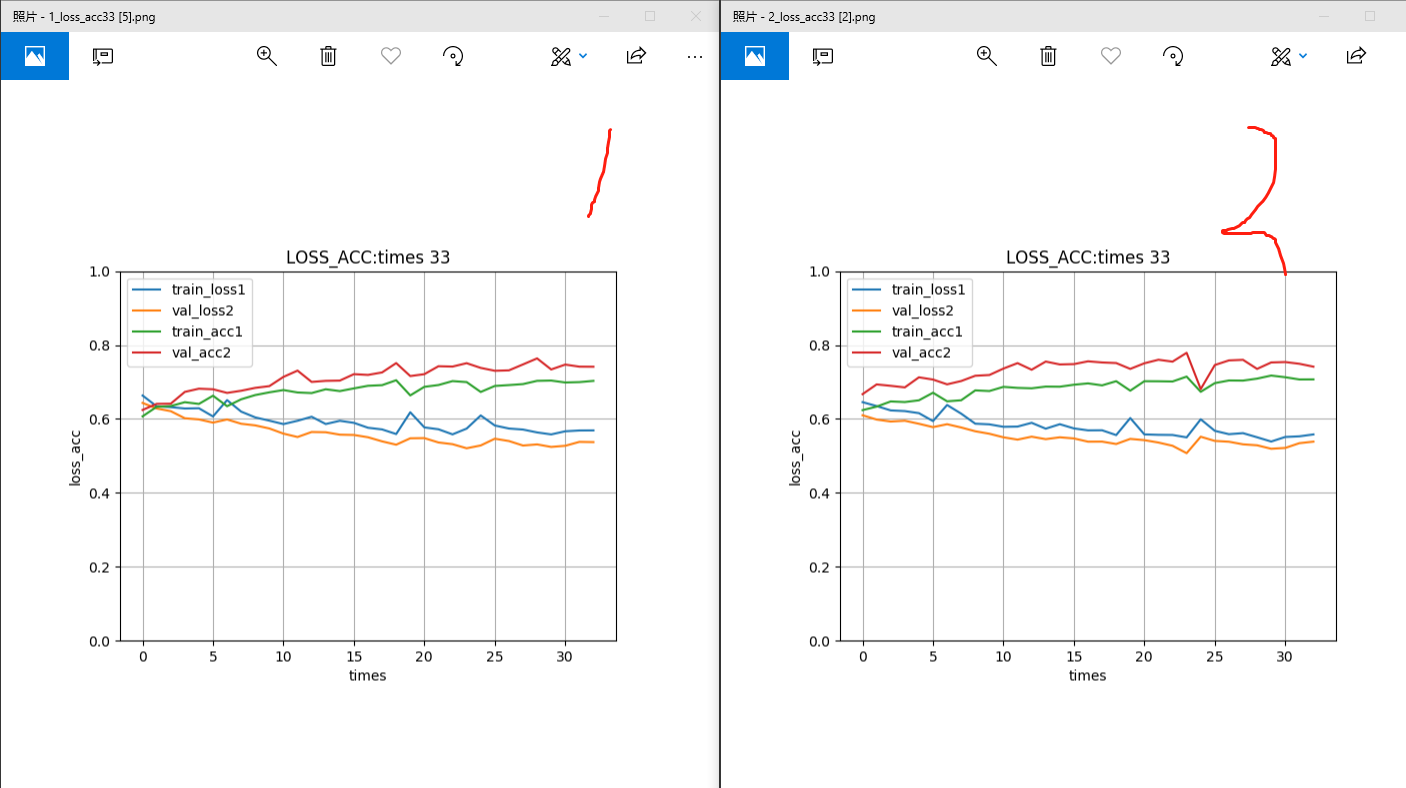 照片 - 1_loss_acc33 [5].png
1
LOSS_ACC:times 33
train_loss1
val_loss2
train_acc1
val_acc2
1.0
0.8
0.6
0.4
0.2
0.0
loss_acc
0 5 10 15 20 25 30
times
照片 - 2_loss_acc33 [2].png
2
LOSS_ACC:times 33
train_loss1
val_loss2
train_acc1
val_acc2
1.0
0.8
0.6
0.4
0.2
0.0
loss_acc
0 5 10 15 20 25 30
times